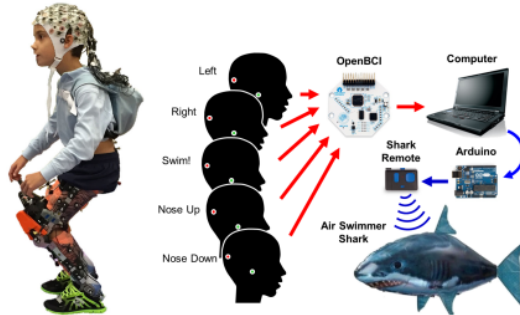 Left
Right
Swim!
Nose Up
Nose Down
OpenBCI
Computer
Shark
Remote
Arduino
Air Swimmer
Shark